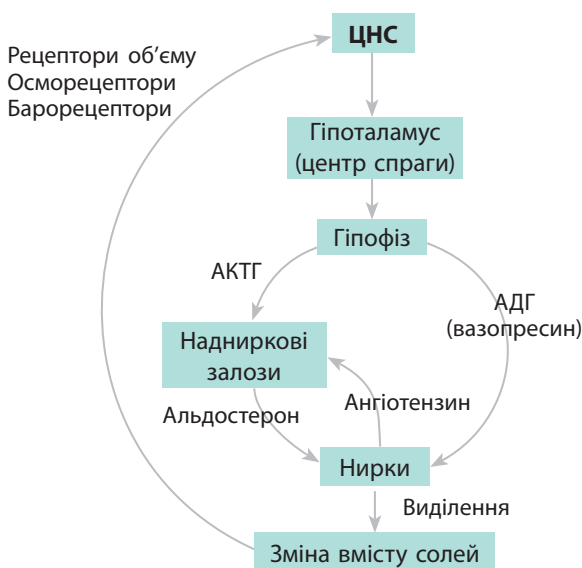 ЦНС
Рецептори об’єму
Осморецептори
Барорецептори
Гіпоталамус
(центр спраги)
Гіпофіз
АКТГ
АДГ
(вазопресин)
Надниркові
залози
Ангіотензин
Альдостерон
Нирки
Виділення
Зміна вмісту солей